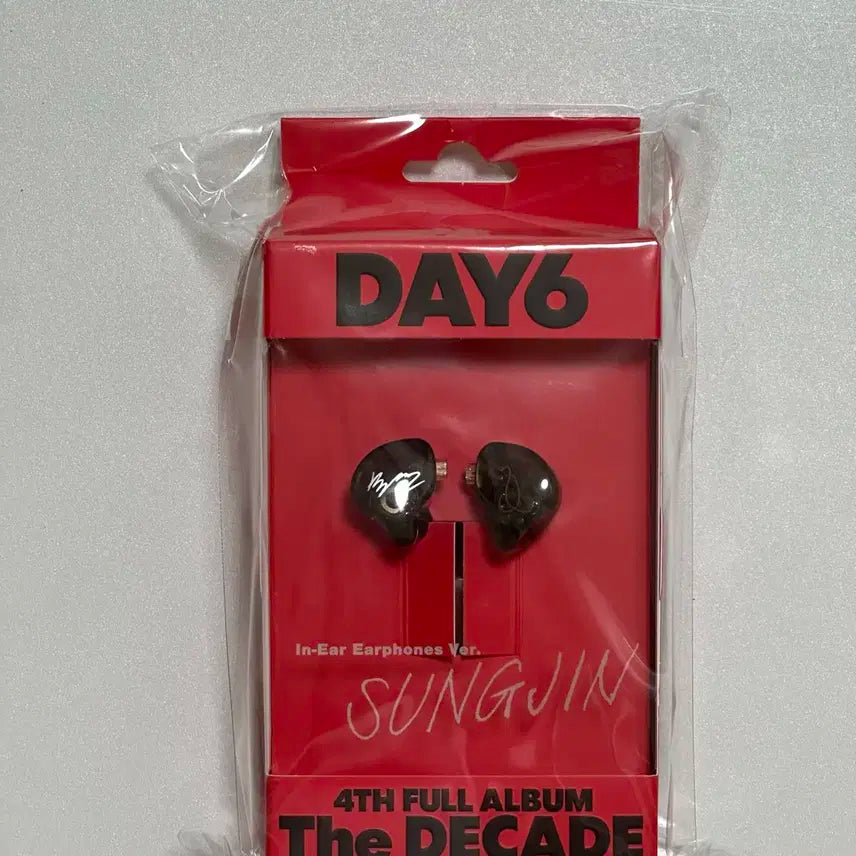 DAY6
In-Ear Earphones Ver.
SUNGJIN
4TH FULL ALBUM
The DECADE